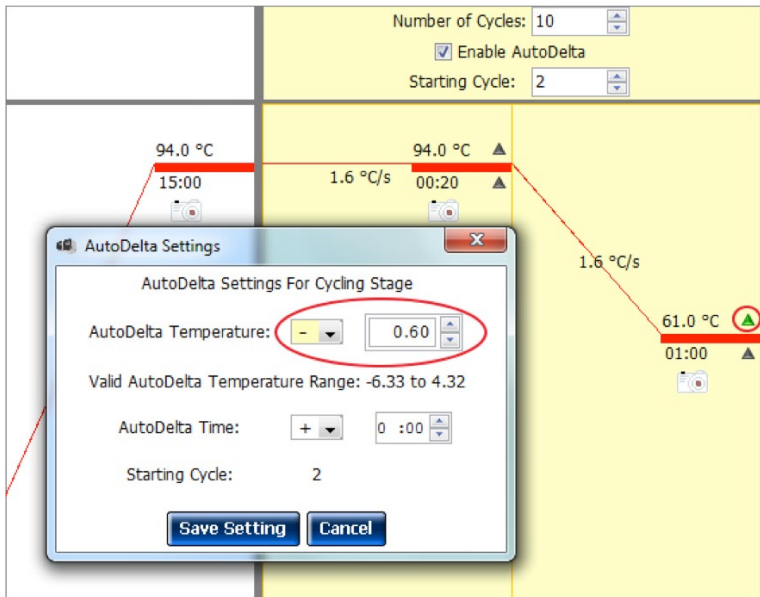 Number of Cycles: 10
Enable AutoDelta
Starting Cycle: 2
94.0 °C
15:00
94.0 °C
1.6 °C/s
00:20
1.6 °C/s
61.0 °C
01:00
AutoDelta Settings
x
AutoDelta Settings For Cycling Stage
AutoDelta Temperature: - 0.60
Valid AutoDelta Temperature Range: -6.33 to 4.32
AutoDelta Time: + 0 :00
Starting Cycle: 2
Save Setting Cancel